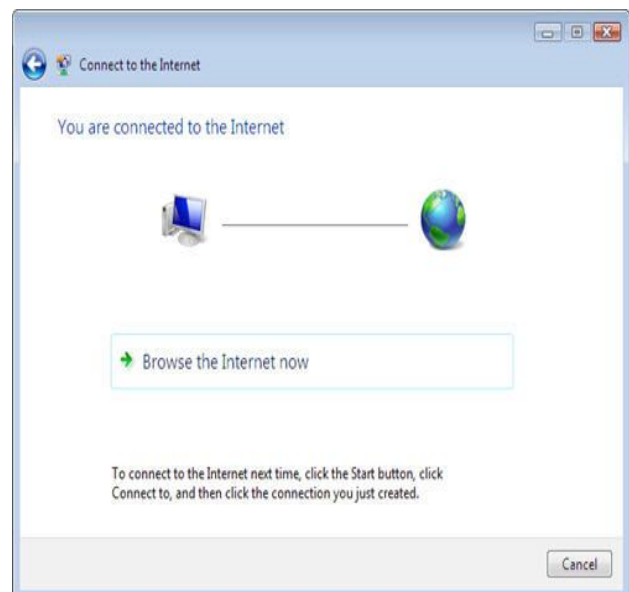 Connect to the Internet
You are connected to the Internet
Browse the Internet now
To connect to the Internet next time, click the Start button, click
Connect to, and then click the connection you just created.
Cancel